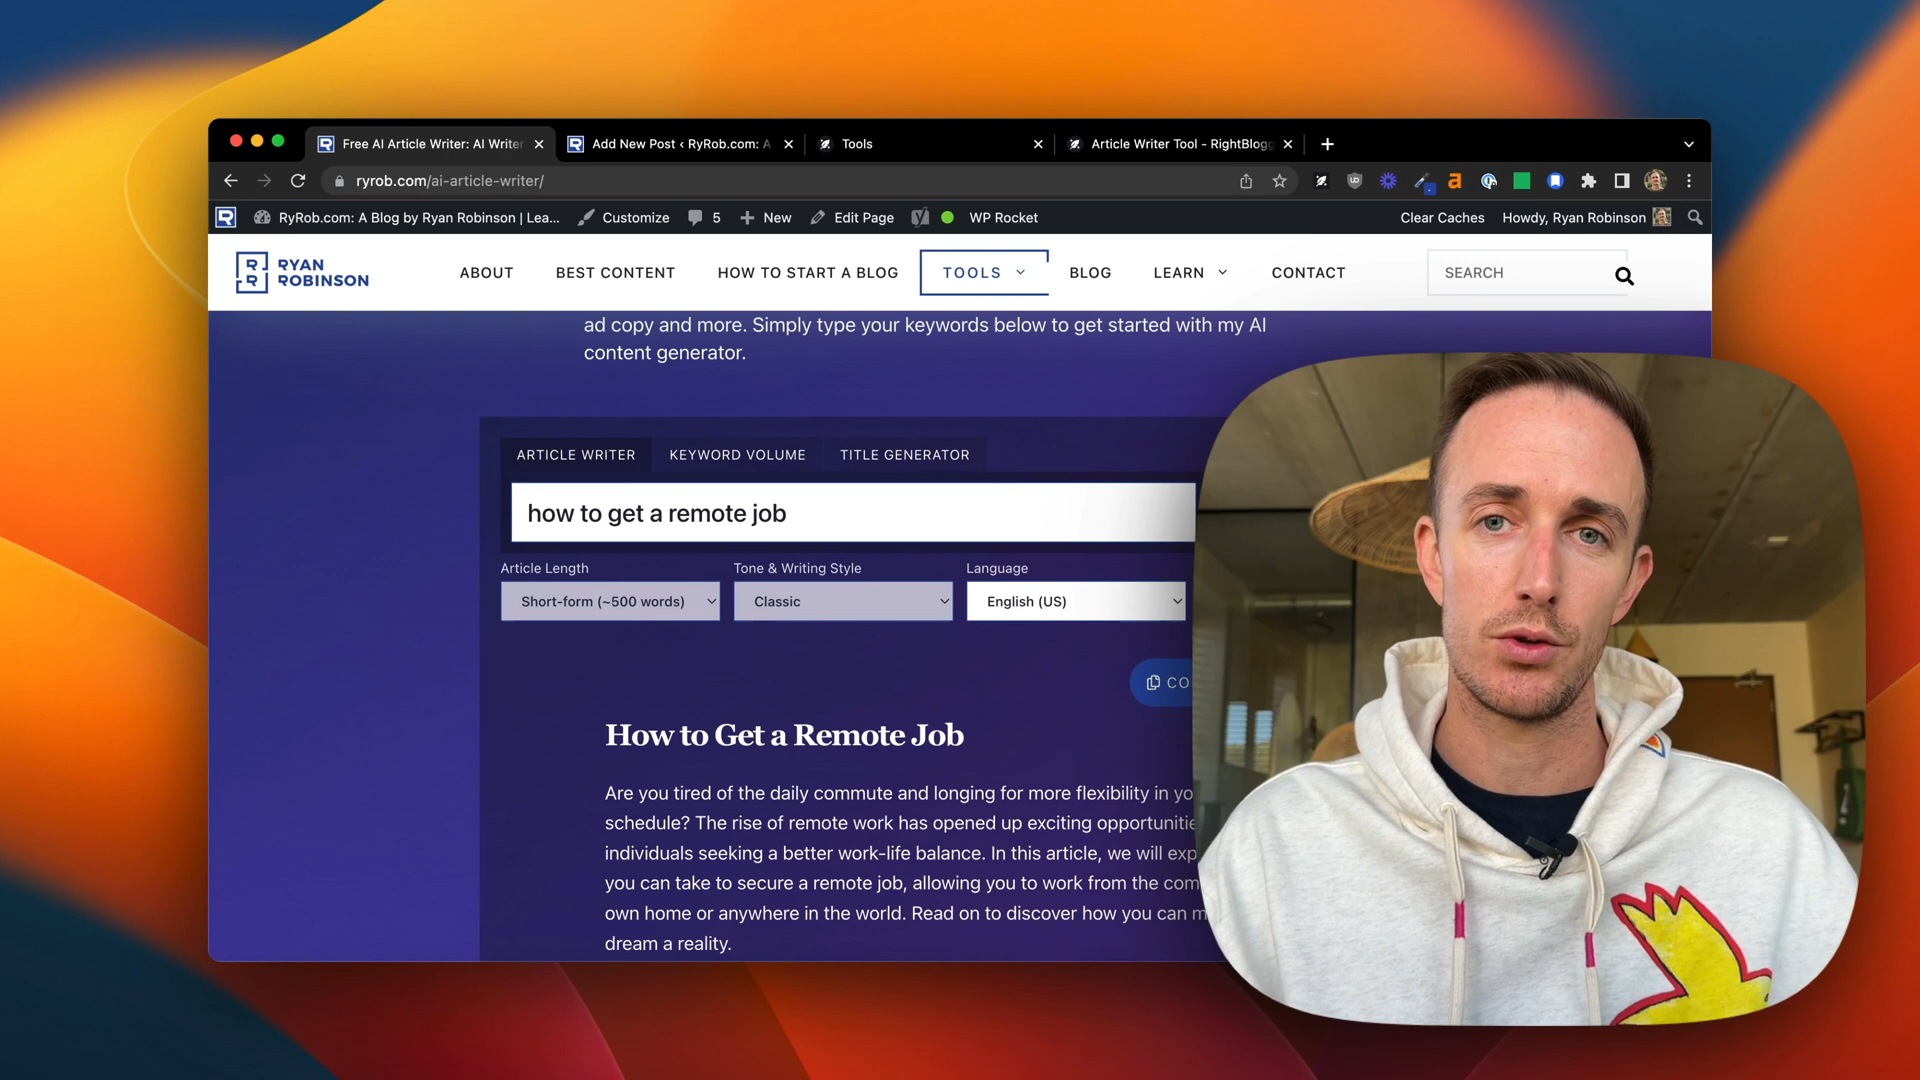 Free AI Article Writer: AI Writer
Add New Post ‹ RyRob.com: A
Tools
Article Writer Tool - RightBlogg
ryrob.com/ai-article-writer/
RyRob.com: A Blog by Ryan Robinson | Lea...
Customize
5
New
Edit Page
WP Rocket
Clear Caches
Howdy, Ryan Robinson
RYAN
ROBINSON
ABOUT
BEST CONTENT
HOW TO START A BLOG
TOOLS
BLOG
LEARN
CONTACT
SEARCH
ad copy and more. Simply type your keywords below to get started with my AI
content generator.
ARTICLE WRITER
KEYWORD VOLUME
TITLE GENERATOR
how to get a remote job
Article Length
Tone & Writing Style
Language
Short-form (~500 words)
Classic
English (US)
CO
How to Get a Remote Job
Are you tired of the daily commute and longing for more flexibility in yo
schedule? The rise of remote work has opened up exciting opportunitie
individuals seeking a better work-life balance. In this article, we will exp
you can take to secure a remote job, allowing you to work from the com
own home or anywhere in the world. Read on to discover how you can m
dream a reality.